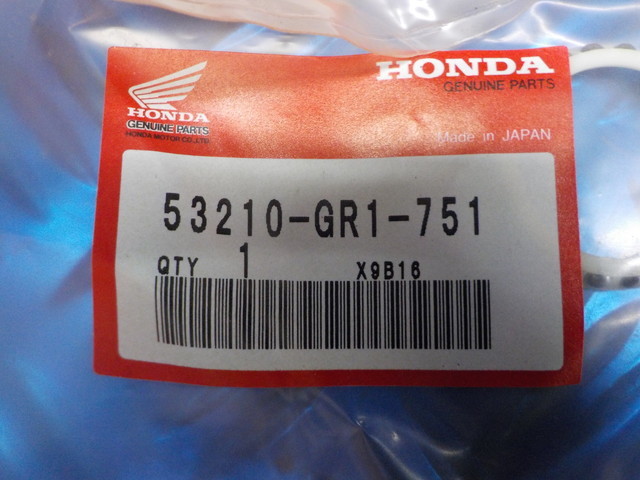 HONDA
GENUINE PARTS
HONDA MOTOR CO.,LTD.
HONDA
GENUINE PARTS
Made in JAPAN
53210-GR1-751
QTY 1 X9B16